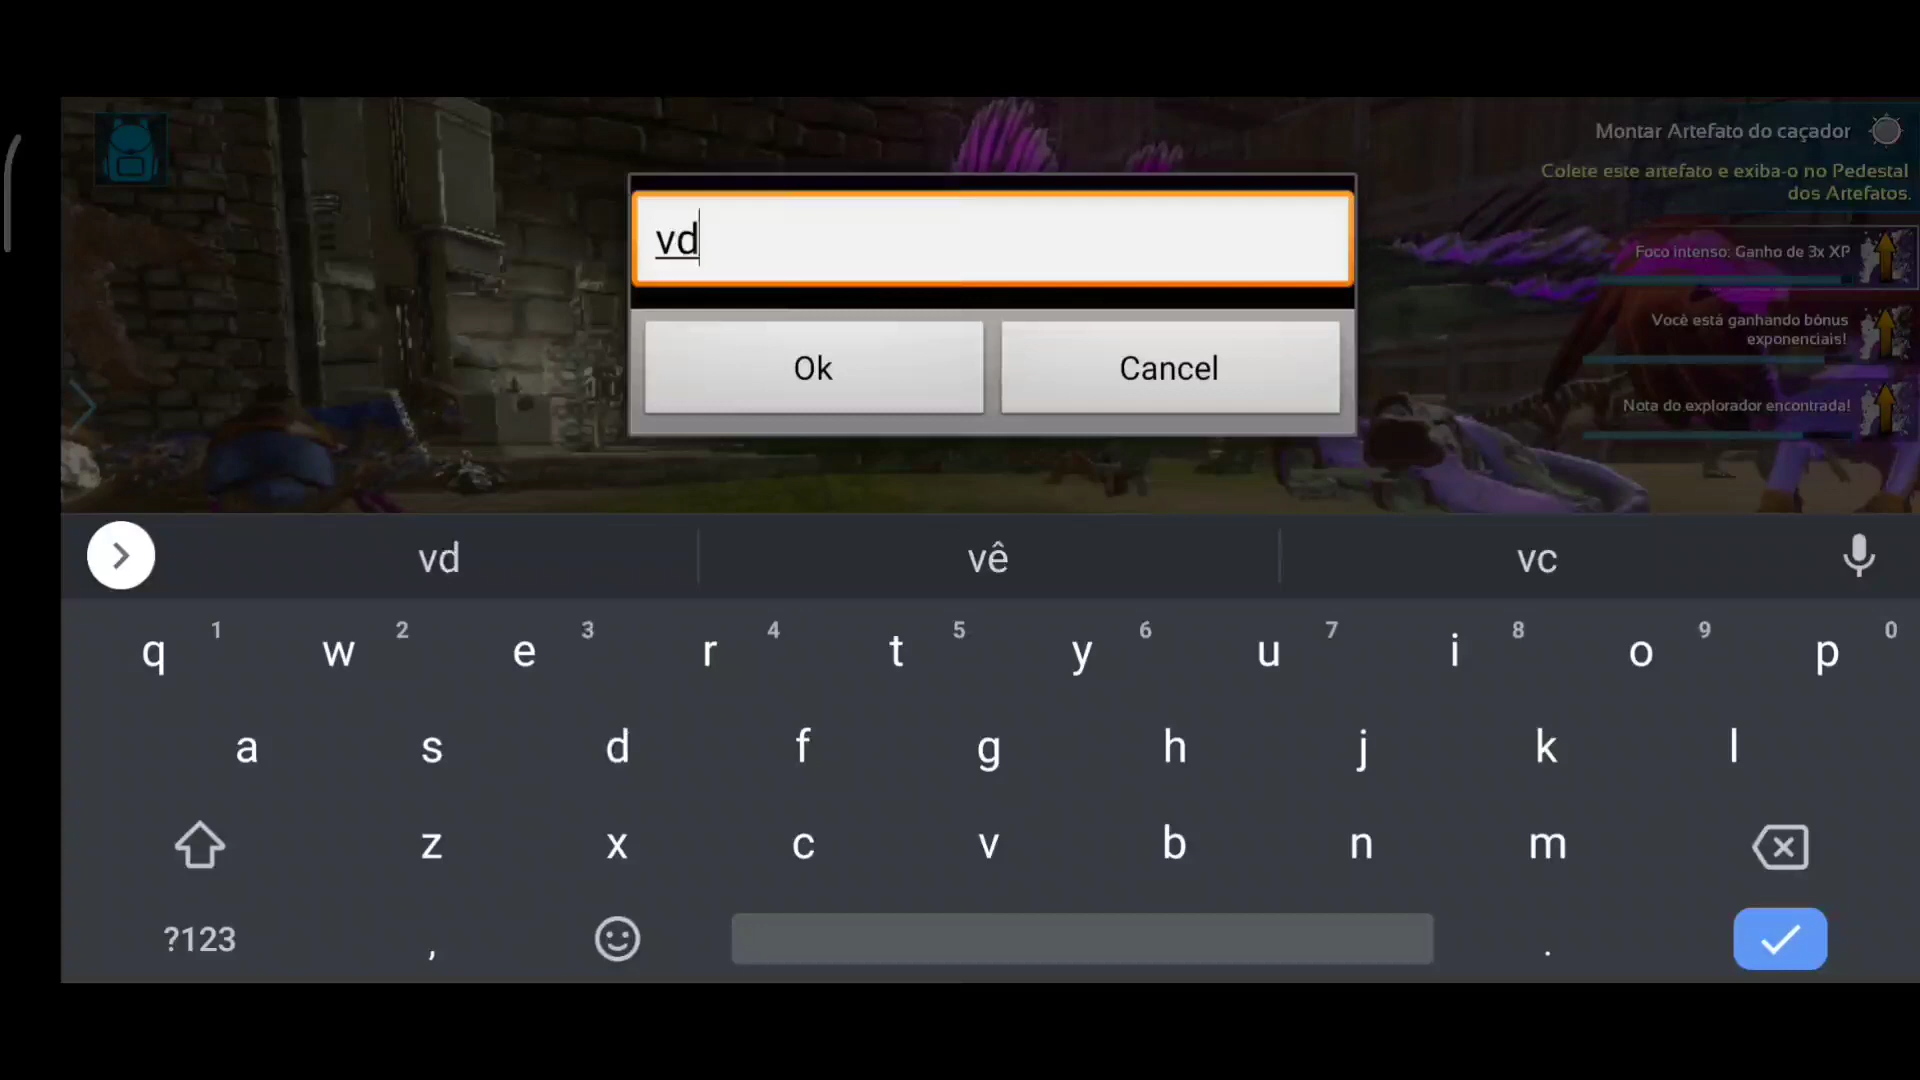 Montar Artefato do caçador
Colete este artefato e exiba-o no Pedestal
dos Artefatos.
vd
Foco intenso: Ganho de 3x XP
Você está ganhando bônus
exponenciais!
Ok
Cancel
Nota do explorador encontrada!
vd vê vc
1 2 3 4 5 6 7 8 9 0
q w e r t y u i o p
a s d f g h j k l
z x c v b n m
?123 , .